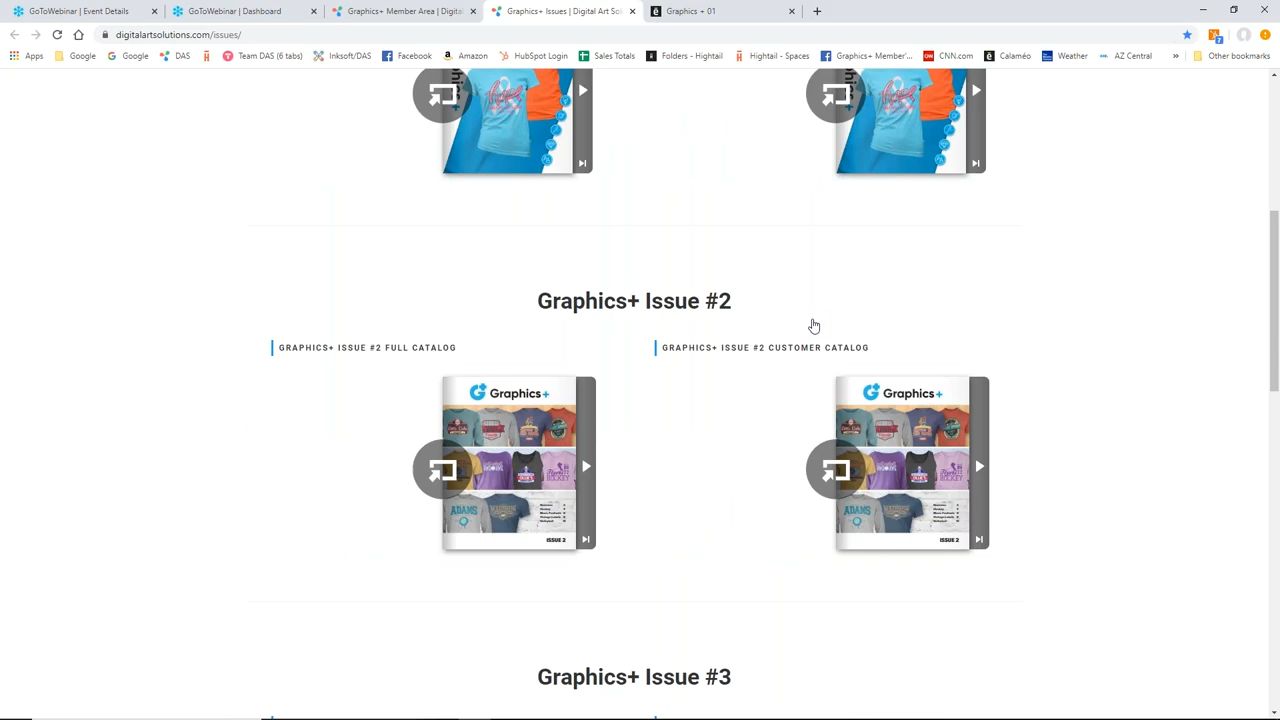 GoToWebinar | Event Details
GoToWebinar | Dashboard
Graphics+ Member Area | Digital
Graphics+ Issues | Digital Art Sol
Graphics + 01
digitalartsolutions.com/issues/
Apps
Google
Google
DAS
Team DAS (6 tabs)
Inksoft/DAS
Facebook
Amazon
HubSpot Login
Sales Totals
Folders - Hightail
Hightail - Spaces
Graphics+ Member'...
CNN.com
Calaméo
Weather
AZ Central
»
Other bookmarks
Graphics+ Issue #2
GRAPHICS+ ISSUE #2 FULL CATALOG
GRAPHICS+ ISSUE #2 CUSTOMER CATALOG
Graphics+
Graphics+
ADAMS
ADAMS
ISSUE 2
ISSUE 2
Graphics+ Issue #3